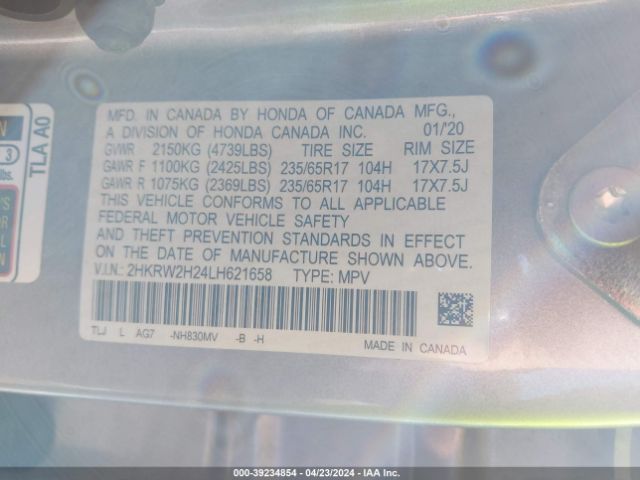 MFD. IN CANADA BY HONDA OF CANADA MFG.,
A DIVISION OF HONDA CANADA INC. 01/'20
GVWR 2150KG (4739LBS) TIRE SIZE RIM SIZE
GAWR F 1100KG (2425LBS) 235/65R17 104H 17X7.5J
GAWR R 1075KG (2369LBS) 235/65R17 104H 17X7.5J
THIS VEHICLE CONFORMS TO ALL APPLICABLE
FEDERAL MOTOR VEHICLE SAFETY
AND THEFT PREVENTION STANDARDS IN EFFECT
ON THE DATE OF MANUFACTURE SHOWN ABOVE.
V.I.N.: 2HKRW2H24LH621658 TYPE: MPV
TLJ L AG7 -NH830MV -B -H
MADE IN CANADA
TLA A0
3
lbs.
000-39234854 / 04/23/2024 / IAA Inc.